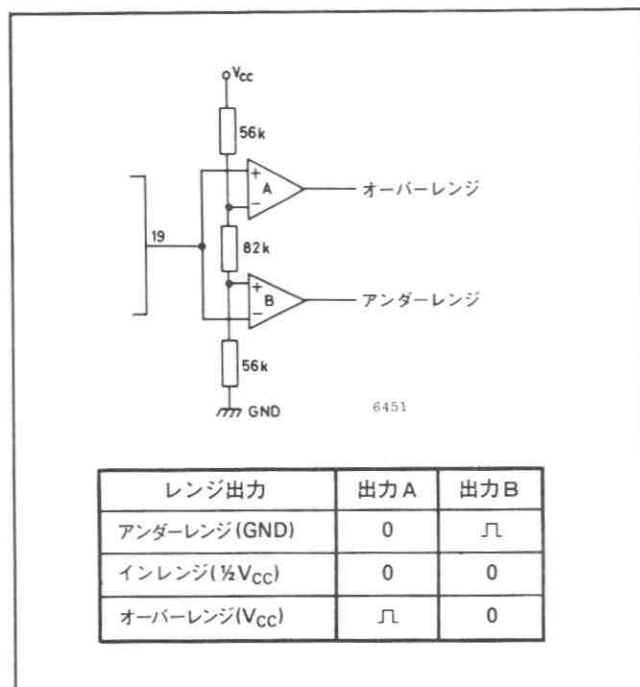 VCC
56k
+
A
オーバーレンジ
−
19
82k
+
B
アンダーレンジ
−
56k
GND
6451
レンジ出力 出力A 出力B
アンダーレンジ(GND) 0 ⎍
インレンジ(½VCC) 0 0
オーバーレンジ(VCC) ⎍ 0